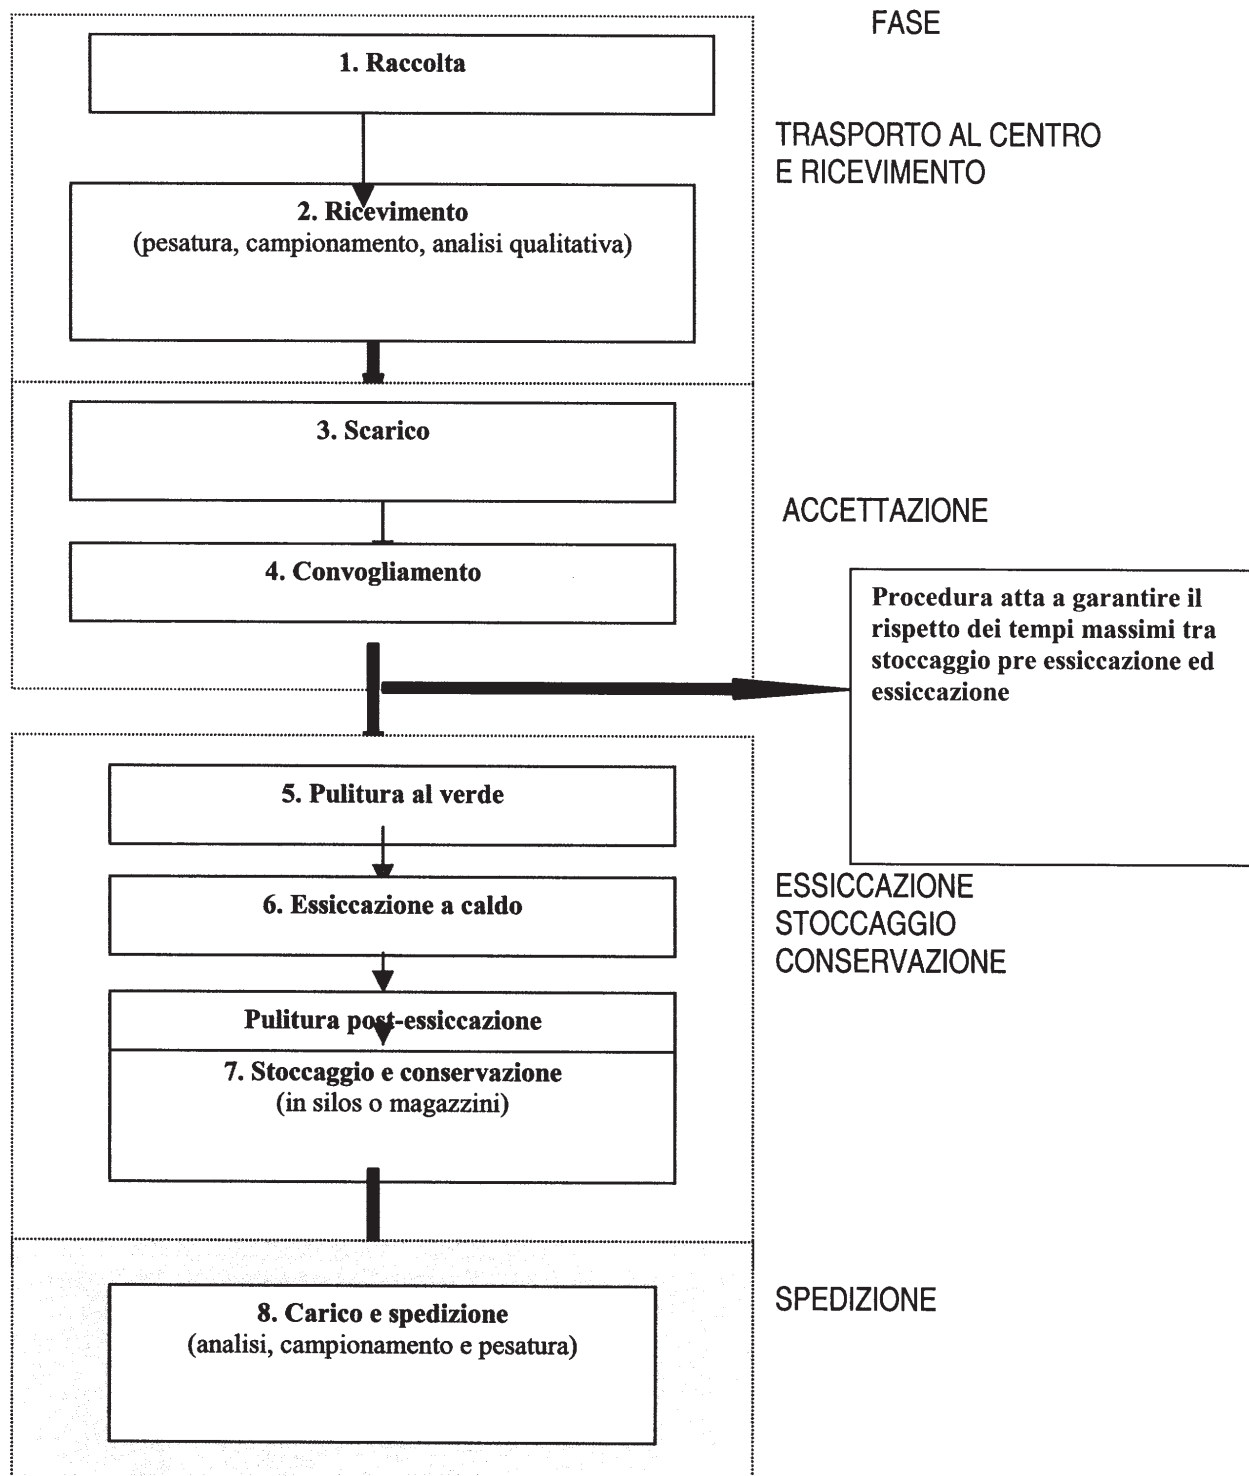 FASE
1. Raccolta
TRASPORTO AL CENTRO
E RICEVIMENTO
2. Ricevimento
(pesatura, campionamento, analisi qualitativa)
3. Scarico
ACCETTAZIONE
4. Convogliamento
Procedura atta a garantire il
rispetto dei tempi massimi tra
stoccaggio pre essiccazione ed
essiccazione
5. Pulitura al verde
ESSICCAZIONE
STOCCAGGIO
CONSERVAZIONE
6. Essiccazione a caldo
Pulitura post-essiccazione
7. Stoccaggio e conservazione
(in silos o magazzini)
SPEDIZIONE
8. Carico e spedizione
(analisi, campionamento e pesatura)